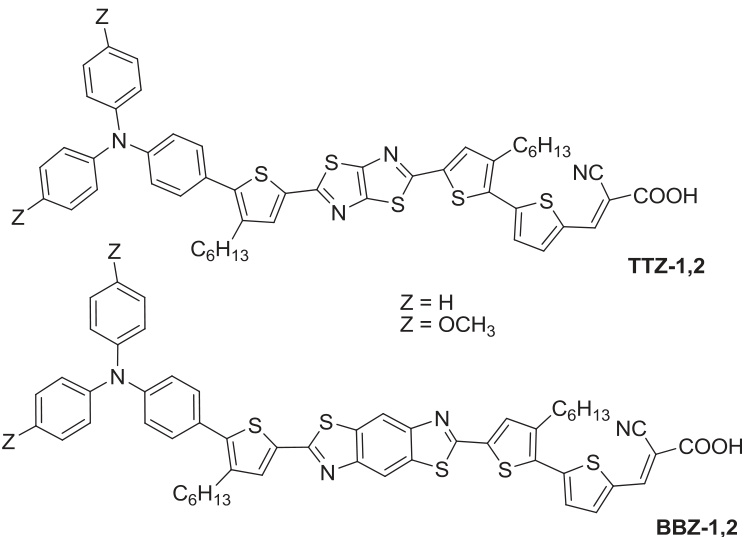 Z
Z
N
S
C₆H₁₃
S
N
N
S
S
C₆H₁₃
S
NC
COOH
TTZ-1,2
Z = H
Z = OCH₃
Z
Z
N
S
C₆H₁₃
S
N
N
S
S
C₆H₁₃
S
NC
COOH
BBZ-1,2